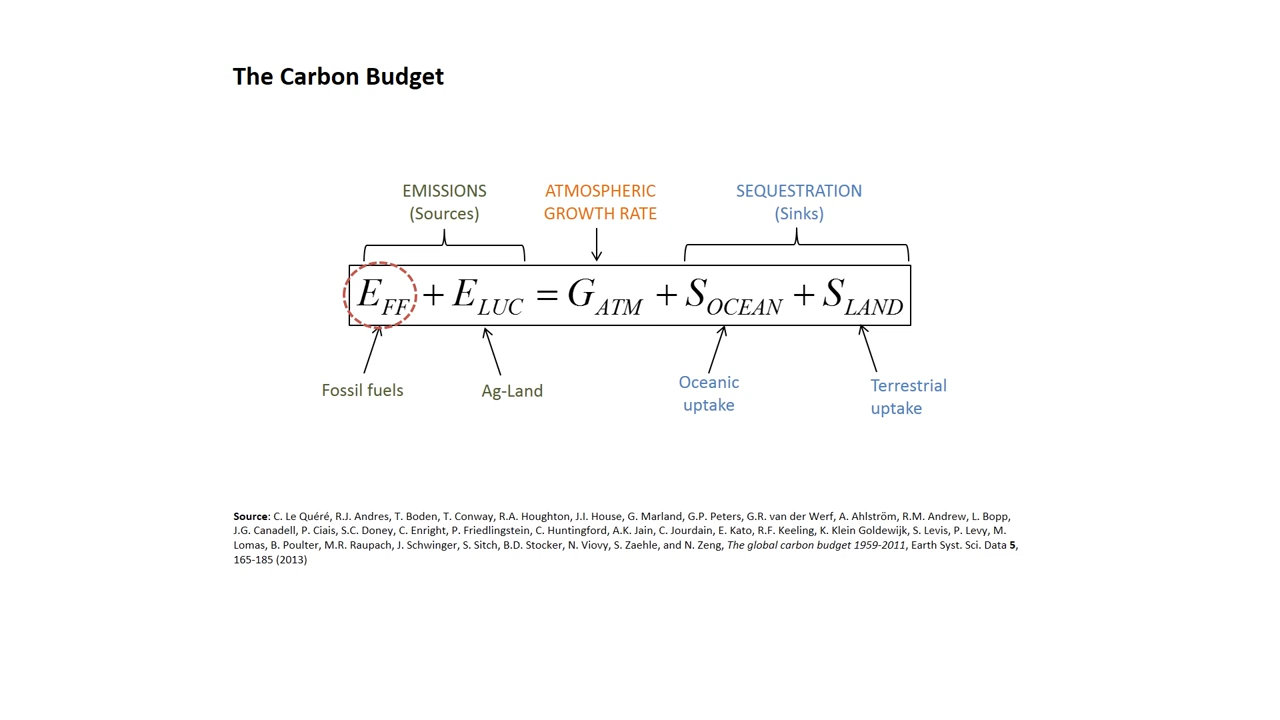 The Carbon Budget
EMISSIONS
(Sources)
ATMOSPHERIC
GROWTH RATE
SEQUESTRATION
(Sinks)
E_FF + E_LUC = G_ATM + S_OCEAN + S_LAND
Fossil fuels
Ag-Land
Oceanic
uptake
Terrestrial
uptake
Source: C. Le Quéré, R.J. Andres, T. Boden, T. Conway, R.A. Houghton, J.I. House, G. Marland, G.P. Peters, G.R. van der Werf, A. Ahlström, R.M. Andrew, L. Bopp,
J.G. Canadell, P. Ciais, S.C. Doney, C. Enright, P. Friedlingstein, C. Huntingford, A.K. Jain, C. Jourdain, E. Kato, R.F. Keeling, K. Klein Goldewijk, S. Levis, P. Levy, M.
Lomas, B. Poulter, M.R. Raupach, J. Schwinger, S. Sitch, B.D. Stocker, N. Viovy, S. Zaehle, and N. Zeng, The global carbon budget 1959-2011, Earth Syst. Sci. Data 5,
165-185 (2013)